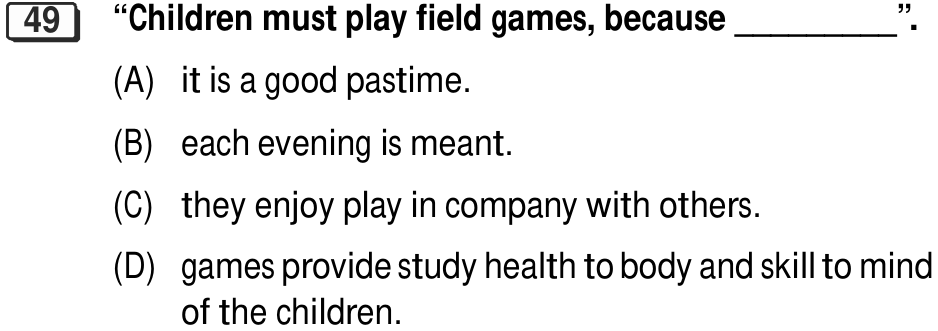 49 “Children must play field games, because _________”.
(A) it is a good pastime.
(B) each evening is meant.
(C) they enjoy play in company with others.
(D) games provide study health to body and skill to mind
of the children.